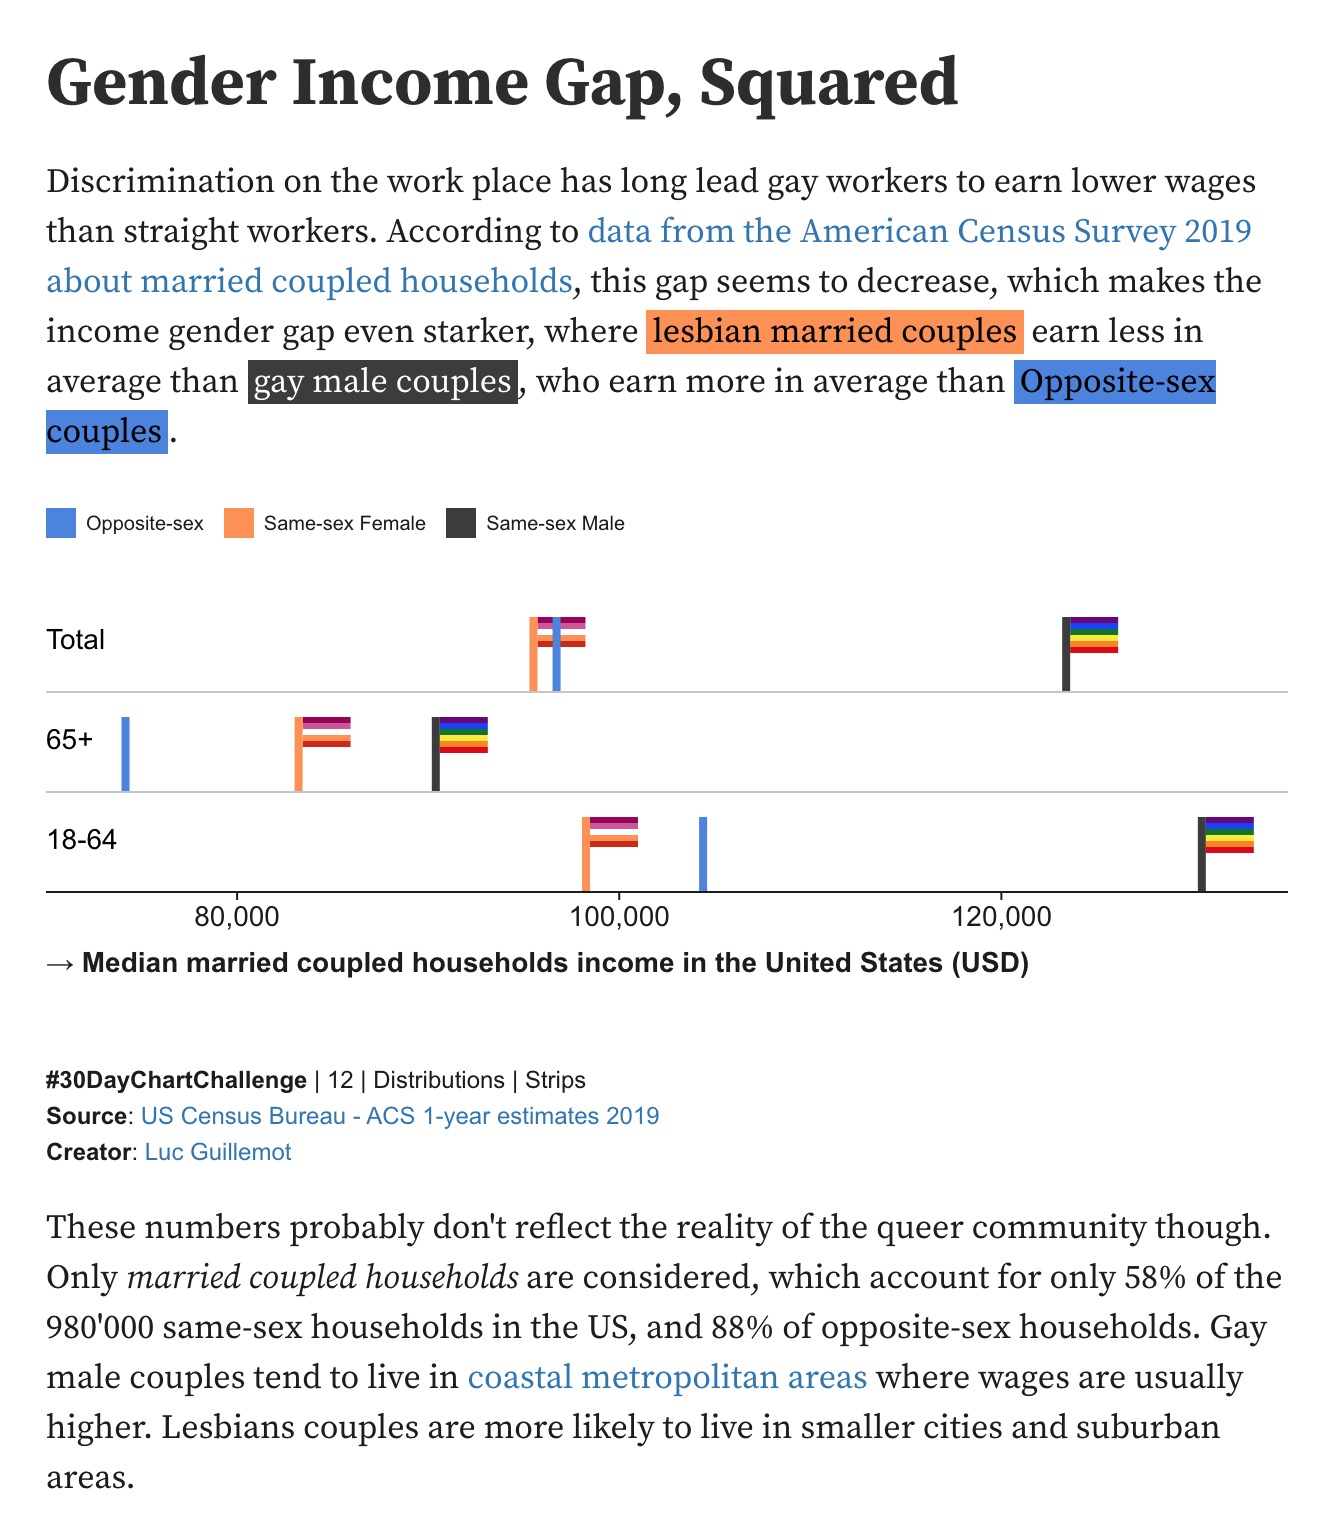 Gender Income Gap, Squared
Discrimination on the work place has long lead gay workers to earn lower wages
than straight workers. According to data from the American Census Survey 2019
about married coupled households, this gap seems to decrease, which makes the
income gender gap even starker, where lesbian married couples earn less in
average than gay male couples, who earn more in average than Opposite-sex
couples.
Opposite-sex Same-sex Female Same-sex Male
Total
65+
18-64
80,000 100,000 120,000
→ Median married coupled households income in the United States (USD)
#30DayChartChallenge | 12 | Distributions | Strips
Source: US Census Bureau - ACS 1-year estimates 2019
Creator: Luc Guillemot
These numbers probably don't reflect the reality of the queer community though.
Only married coupled households are considered, which account for only 58% of the
980'000 same-sex households in the US, and 88% of opposite-sex households. Gay
male couples tend to live in coastal metropolitan areas where wages are usually
higher. Lesbians couples are more likely to live in smaller cities and suburban
areas.